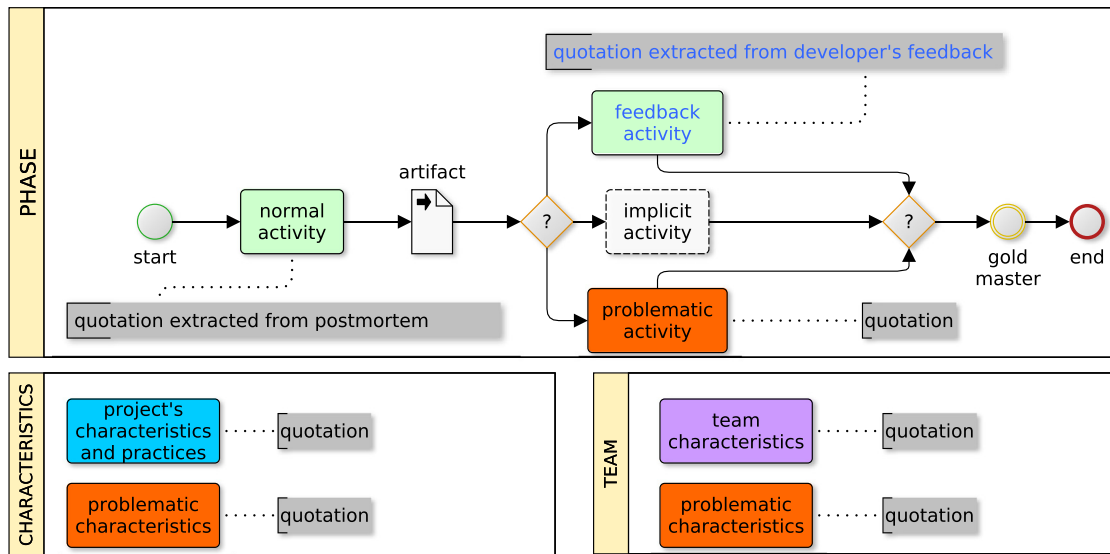 PHASE
quotation extracted from developer's feedback
feedback
activity
artifact
normal
activity
?
implicit
activity
?
start
gold
master
end
quotation extracted from postmortem
problematic
activity
quotation
CHARACTERISTICS
project's
characteristics
and practices
quotation
problematic
characteristics
quotation
TEAM
team
characteristics
quotation
problematic
characteristics
quotation